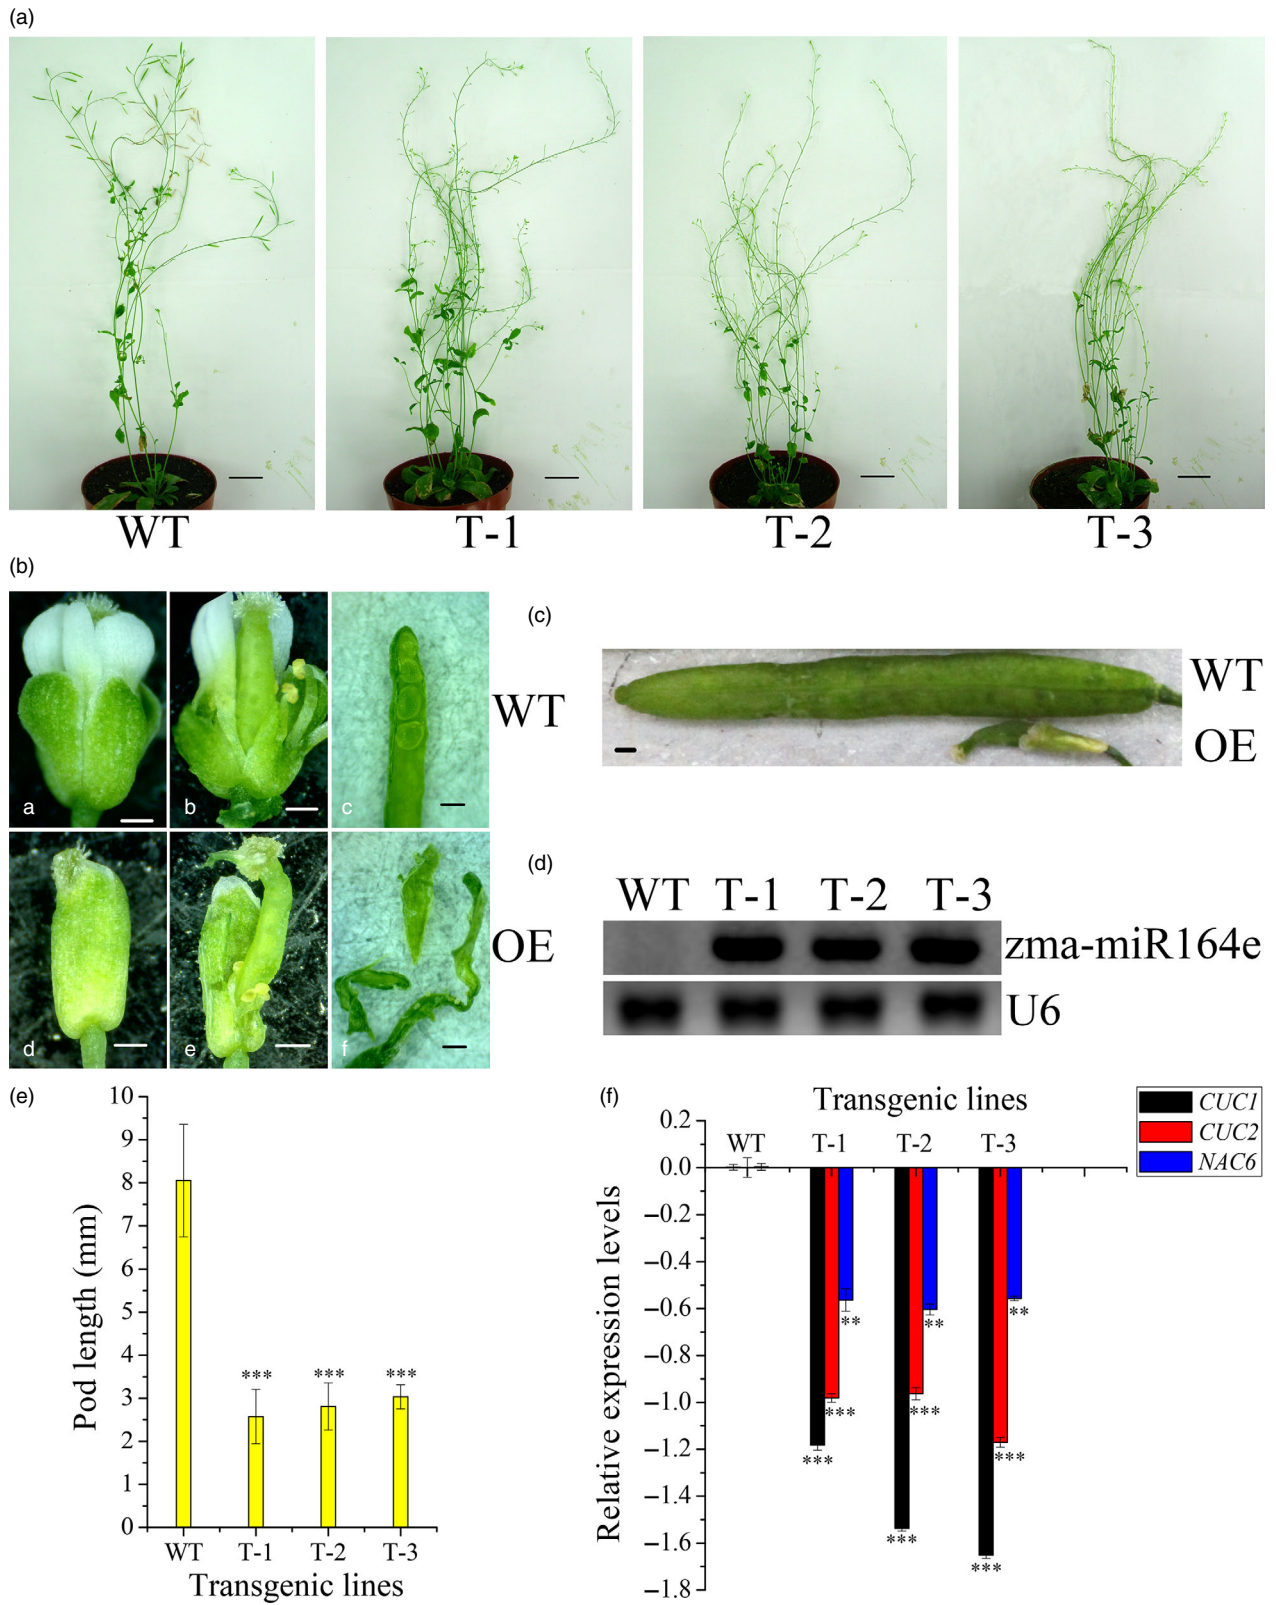 (a)
WT T-1 T-2 T-3
(b)
a b c
WT
d e f
OE
(c)
WT
OE
(d)
WT T-1 T-2 T-3
zma-miR164e
U6
(e)
10
9
8
7
6
5
4
3
2
1
0
Pod length (mm)
*** *** ***
WT T-1 T-2 T-3
Transgenic lines
(f)
Transgenic lines
CUC1
CUC2
NAC6
WT T-1 T-2 T-3
0.2
0.0
−0.2
−0.4
−0.6
−0.8
−1.0
−1.2
−1.4
−1.6
−1.8
Relative expression levels
** ** **
*** *** ***
*** *** ***